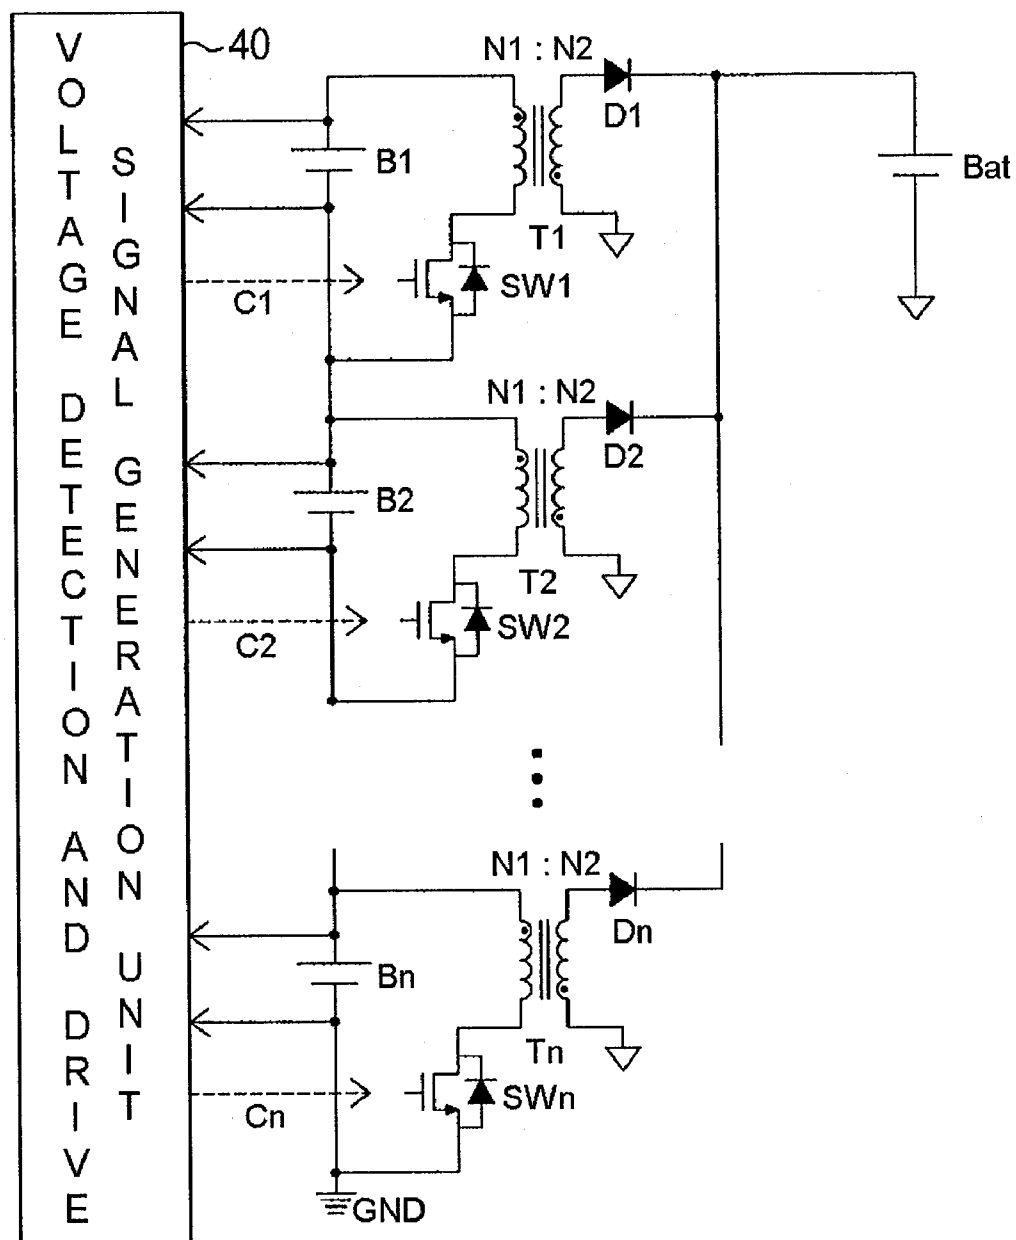 VOLTAGE DETECTION AND DRIVE
SIGNAL GENERATION UNIT
40
N1 : N2
D1
B1
Bat
T1
SW1
C1
N1 : N2
D2
B2
T2
SW2
C2
N1 : N2
Dn
Bn
Tn
SWn
Cn
GND